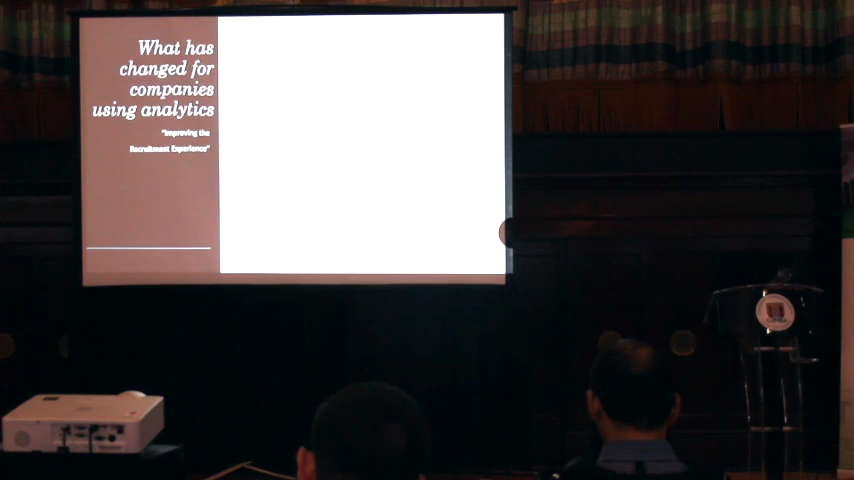 What has
changed for
companies
using analytics
"Improving the
Recruitment Experience"